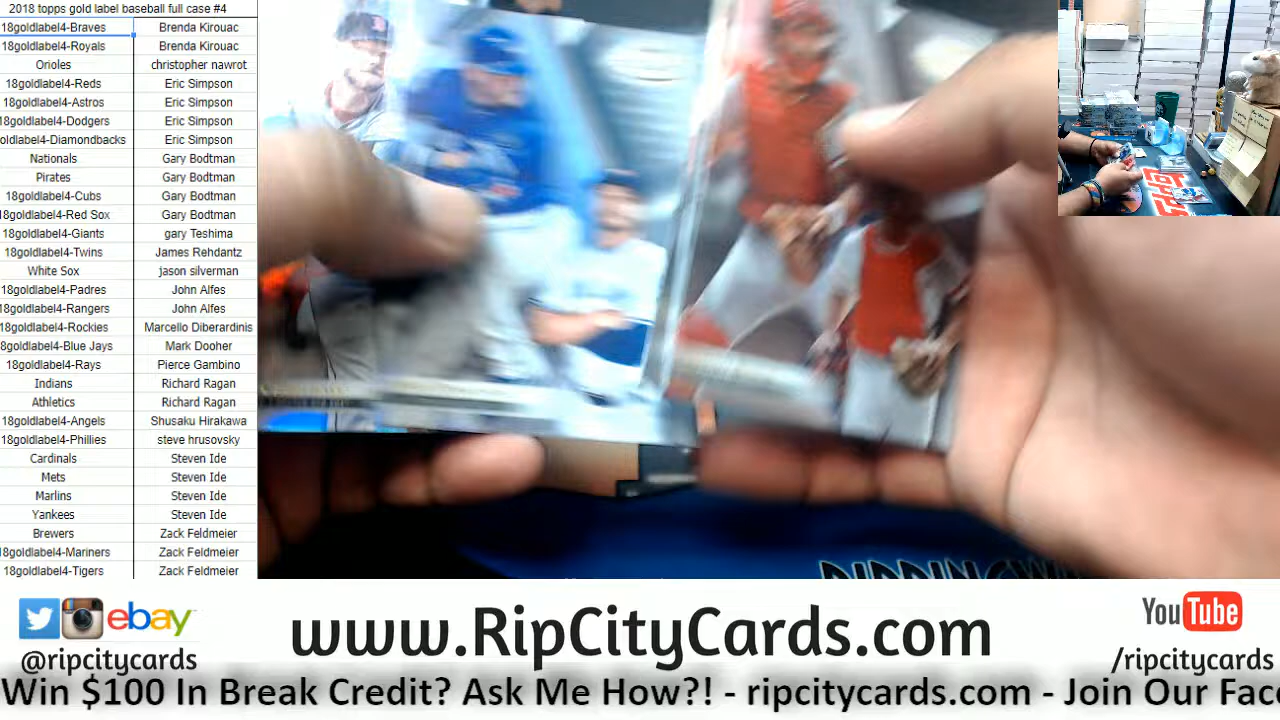 2018 topps gold label baseball full case #4
18goldlabel4-Braves Brenda Kirouac
18goldlabel4-Royals Brenda Kirouac
Orioles christopher nawrot
18goldlabel4-Reds Eric Simpson
18goldlabel4-Astros Eric Simpson
18goldlabel4-Dodgers Eric Simpson
oldlabel4-Diamondbacks Eric Simpson
Nationals Gary Bodtman
Pirates Gary Bodtman
18goldlabel4-Cubs Gary Bodtman
18goldlabel4-Red Sox Gary Bodtman
18goldlabel4-Giants gary Teshima
18goldlabel4-Twins James Rehdantz
White Sox jason silverman
18goldlabel4-Padres John Alfes
18goldlabel4-Rangers John Alfes
18goldlabel4-Rockies Marcello Diberardinis
8goldlabel4-Blue Jays Mark Dooher
18goldlabel4-Rays Pierce Gambino
Indians Richard Ragan
Athletics Richard Ragan
18goldlabel4-Angels Shusaku Hirakawa
18goldlabel4-Phillies steve hrusovsky
Cardinals Steven Ide
Mets Steven Ide
Marlins Steven Ide
Yankees Steven Ide
Brewers Zack Feldmeier
18goldlabel4-Mariners Zack Feldmeier
18goldlabel4-Tigers Zack Feldmeier
ebay
@ripcitycards
www.RipCityCards.com
YouTube
/ripcitycards
Win $100 In Break Credit? Ask Me How?! - ripcitycards.com - Join Our Face